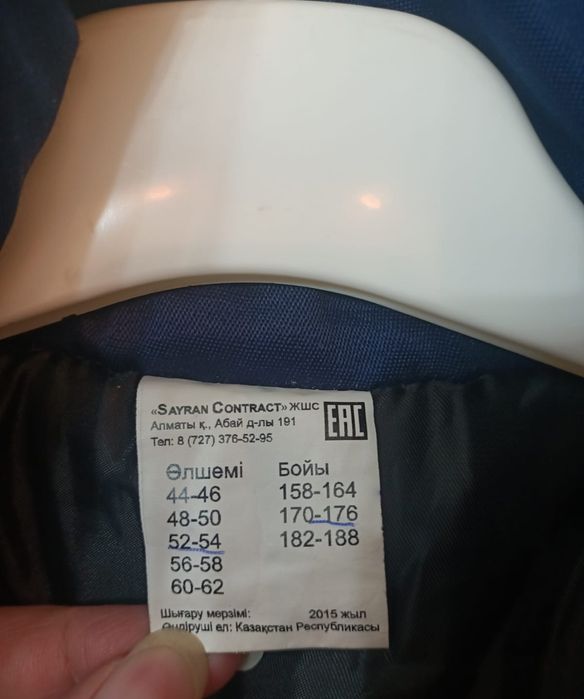 «SAYRAN CONTRACT» ЖШС
Алматы қ., Абай д-лы 191
Тел: 8 (727) 376-52-95
EAC
Өлшемі Бойы
44-46 158-164
48-50 170-176
52-54 182-188
56-58
60-62
Шығару мерзімі: 2015 жыл
Өндіруші ел: Казақстан Республикасы